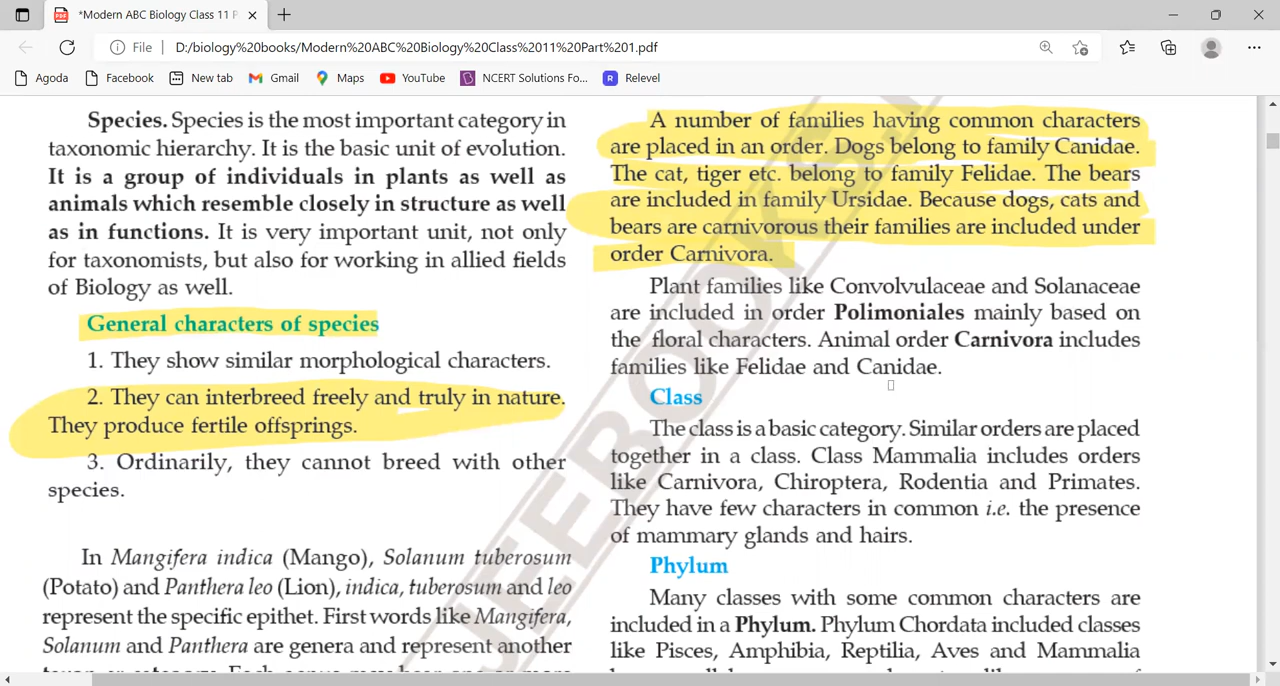 *Modern ABC Biology Class 11 P
File
D:/biology%20books/Modern%20ABC%20Biology%20Class%2011%20Part%201.pdf
Agoda
Facebook
New tab
Gmail
Maps
YouTube
NCERT Solutions Fo...
Relevel
Species. Species is the most important category in
taxonomic hierarchy. It is the basic unit of evolution.
It is a group of individuals in plants as well as
animals which resemble closely in structure as well
as in functions. It is very important unit, not only
for taxonomists, but also for working in allied fields
of Biology as well.
General characters of species
1. They show similar morphological characters.
2. They can interbreed freely and truly in nature.
They produce fertile offsprings.
3. Ordinarily, they cannot breed with other
species.
In Mangifera indica (Mango), Solanum tuberosum
(Potato) and Panthera leo (Lion), indica, tuberosum and leo
represent the specific epithet. First words like Mangifera,
Solanum and Panthera are genera and represent another
A number of families having common characters
are placed in an order. Dogs belong to family Canidae.
The cat, tiger etc. belong to family Felidae. The bears
are included in family Ursidae. Because dogs, cats and
bears are carnivorous their families are included under
order Carnivora.
Plant families like Convolvulaceae and Solanaceae
are included in order Polimoniales mainly based on
the floral characters. Animal order Carnivora includes
families like Felidae and Canidae.
Class
The class is a basic category. Similar orders are placed
together in a class. Class Mammalia includes orders
like Carnivora, Chiroptera, Rodentia and Primates.
They have few characters in common i.e. the presence
of mammary glands and hairs.
Phylum
Many classes with some common characters are
included in a Phylum. Phylum Chordata included classes
like Pisces, Amphibia, Reptilia, Aves and Mammalia
JEEBOOKS.I